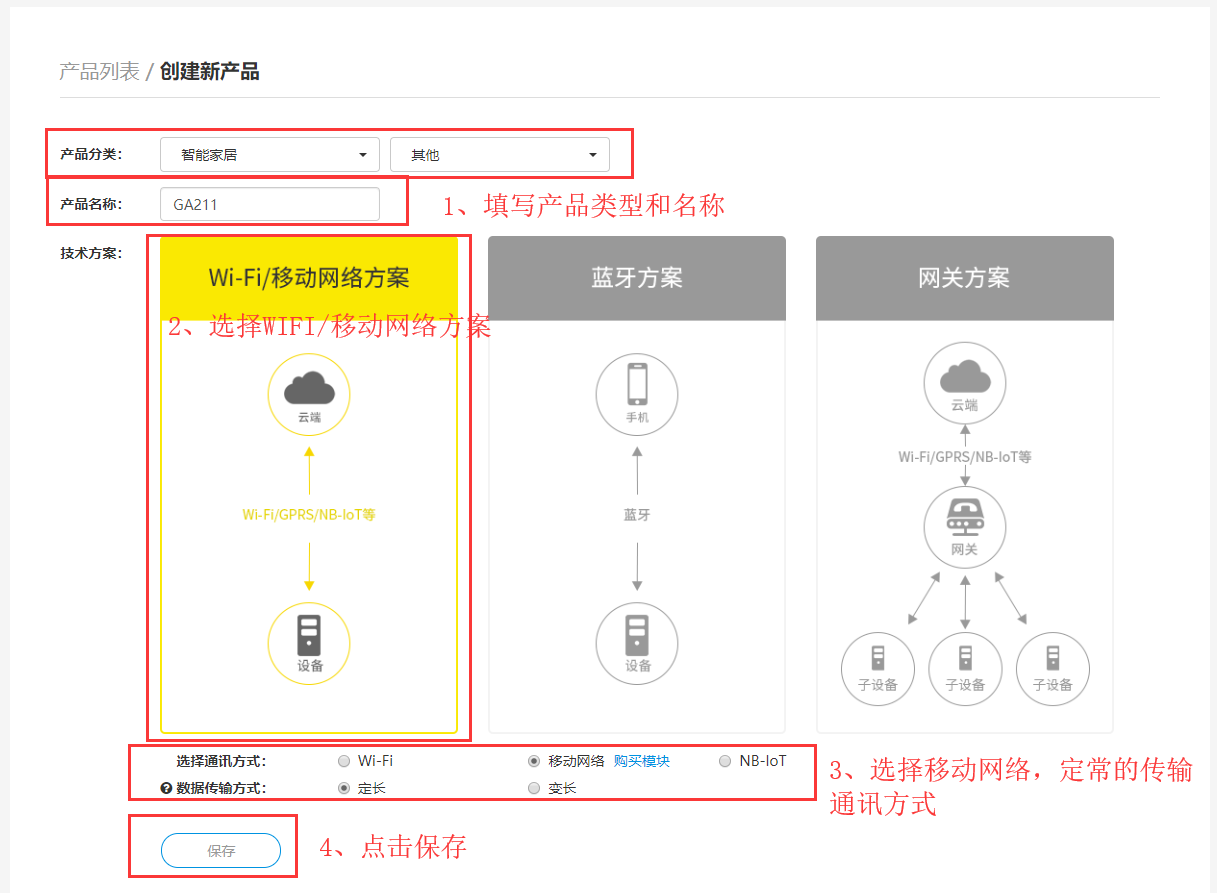 产品列表 / 创建新产品
产品分类： 智能家居 其他
产品名称： GA211
1、填写产品类型和名称
技术方案：
Wi-Fi/移动网络方案
2、选择WIFI/移动网络方案
云端
Wi-Fi/GPRS/NB-IoT等
设备
蓝牙方案
手机
蓝牙
设备
网关方案
云端
Wi-Fi/GPRS/NB-IoT等
网关
子设备 子设备 子设备
选择通讯方式： Wi-Fi 移动网络 购买模块 NB-IoT
数据传输方式： 定长 变长
3、选择移动网络，定常的传输
通讯方式
保存
4、点击保存